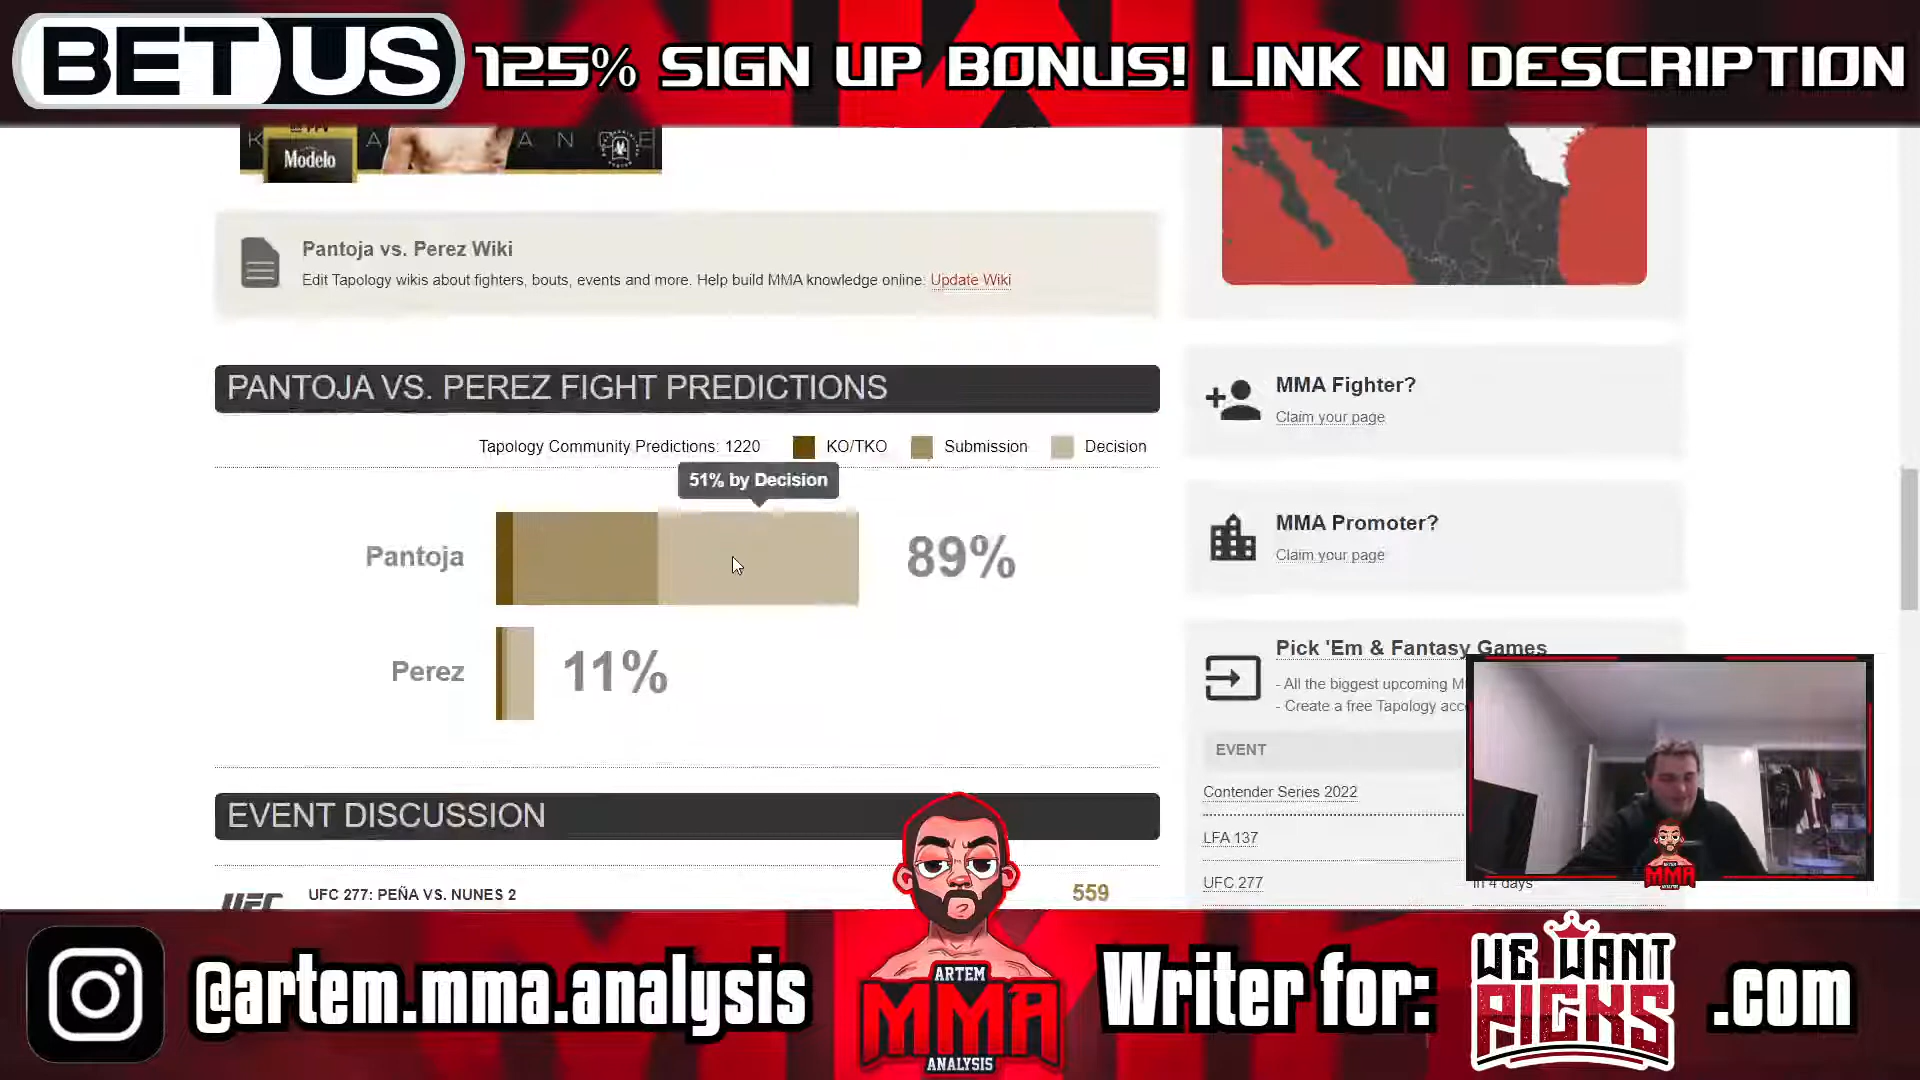 BETUS 125% SIGN UP BONUS! LINK IN DESCRIPTION
Modelo
Pantoja vs. Perez Wiki
Edit Tapology wikis about fighters, bouts, events and more. Help build MMA knowledge online: Update Wiki
PANTOJA VS. PEREZ FIGHT PREDICTIONS
Tapology Community Predictions: 1220 KO/TKO Submission Decision
51% by Decision
Pantoja 89%
Perez 11%
EVENT DISCUSSION
UFC
UFC 277: PEÑA VS. NUNES 2 559
MMA Fighter?
Claim your page
MMA Promoter?
Claim your page
Pick 'Em & Fantasy Games
- All the biggest upcoming M
- Create a free Tapology acc
EVENT
Contender Series 2022
LFA 137
UFC 277 In 4 days
ARTEM
MMA
ANALYSIS
@artem.mma.analysis
ARTEM
MMA
ANALYSIS
Writer for:
WE WANT
PICKS
.com